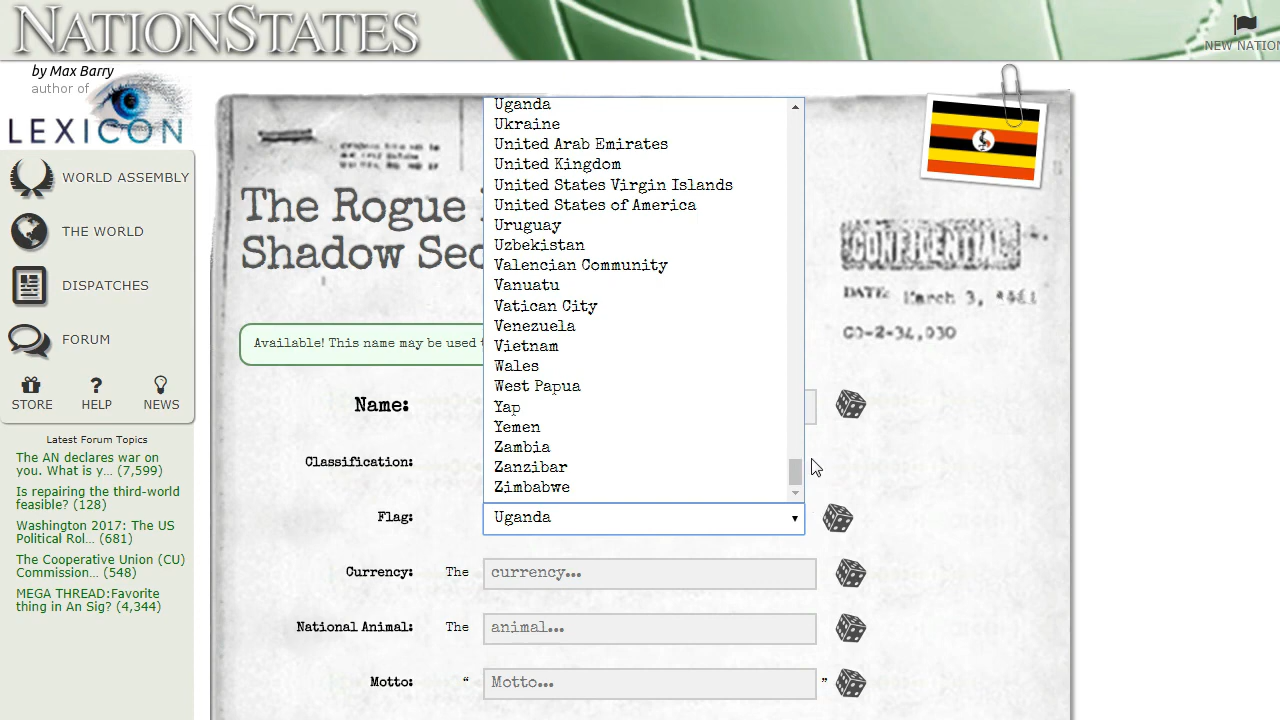 NATIONSTATES
NEW NATION
by Max Barry
author of
LEXICON
WORLD ASSEMBLY
THE WORLD
DISPATCHES
FORUM
STORE
HELP
NEWS
Latest Forum Topics
The AN declares war on
you. What is y... (7,599)
Is repairing the third-world
feasible? (128)
Washington 2017: The US
Political Rol... (681)
The Cooperative Union (CU)
Commission... (548)
MEGA THREAD:Favorite
thing in An Sig? (4,344)
The Rogue
Shadow Sec
CONFIDENTIAL
DATE: March 3,
Available! This name may be used
Name:
Classification:
Flag:
Uganda
Ukraine
United Arab Emirates
United Kingdom
United States Virgin Islands
United States of America
Uruguay
Uzbekistan
Valencian Community
Vanuatu
Vatican City
Venezuela
Vietnam
Wales
West Papua
Yap
Yemen
Zambia
Zanzibar
Zimbabwe
Uganda
Currency: The currency...
National Animal: The animal...
Motto: “ Motto... ”